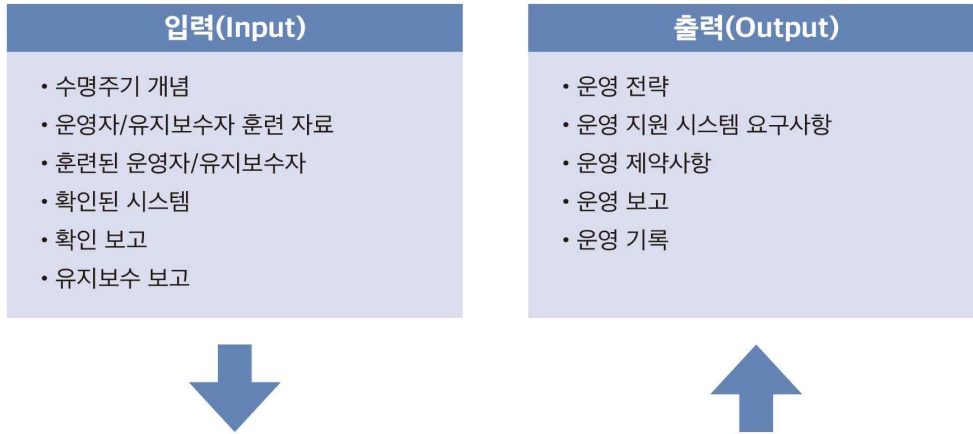 입력(Input)
• 수명주기 개념
• 운영자/유지보수자 훈련 자료
• 훈련된 운영자/유지보수자
• 확인된 시스템
• 확인 보고
• 유지보수 보고
출력(Output)
• 운영 전략
• 운영 지원 시스템 요구사항
• 운영 제약사항
• 운영 보고
• 운영 기록